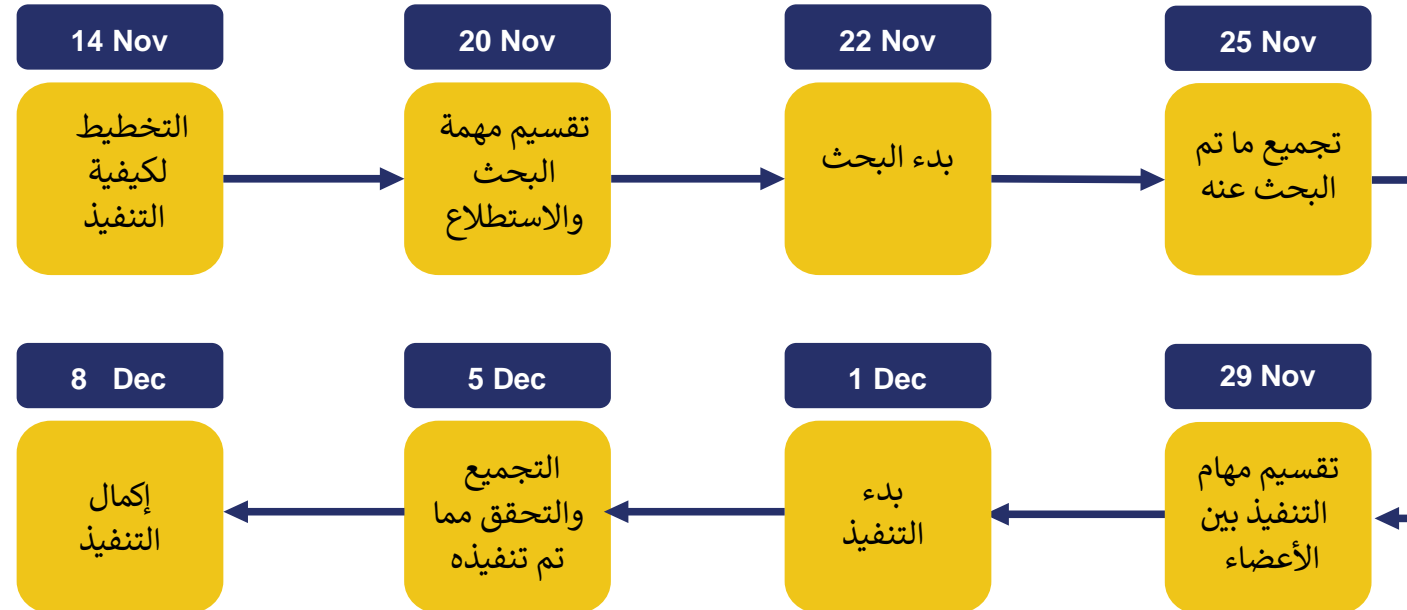 14 Nov
التخطيط
لكيفية
التنفيذ
20 Nov
تقسيم مهمة
البحث
والاستطلاع
22 Nov
بدء البحث
25 Nov
تجميع ما تم
البحث عنه
29 Nov
تقسيم مهام
التنفيذ بين
الأعضاء
1 Dec
بدء
التنفيذ
5 Dec
التجميع
والتحقق مما
تم تنفيذه
8 Dec
إكمال
التنفيذ